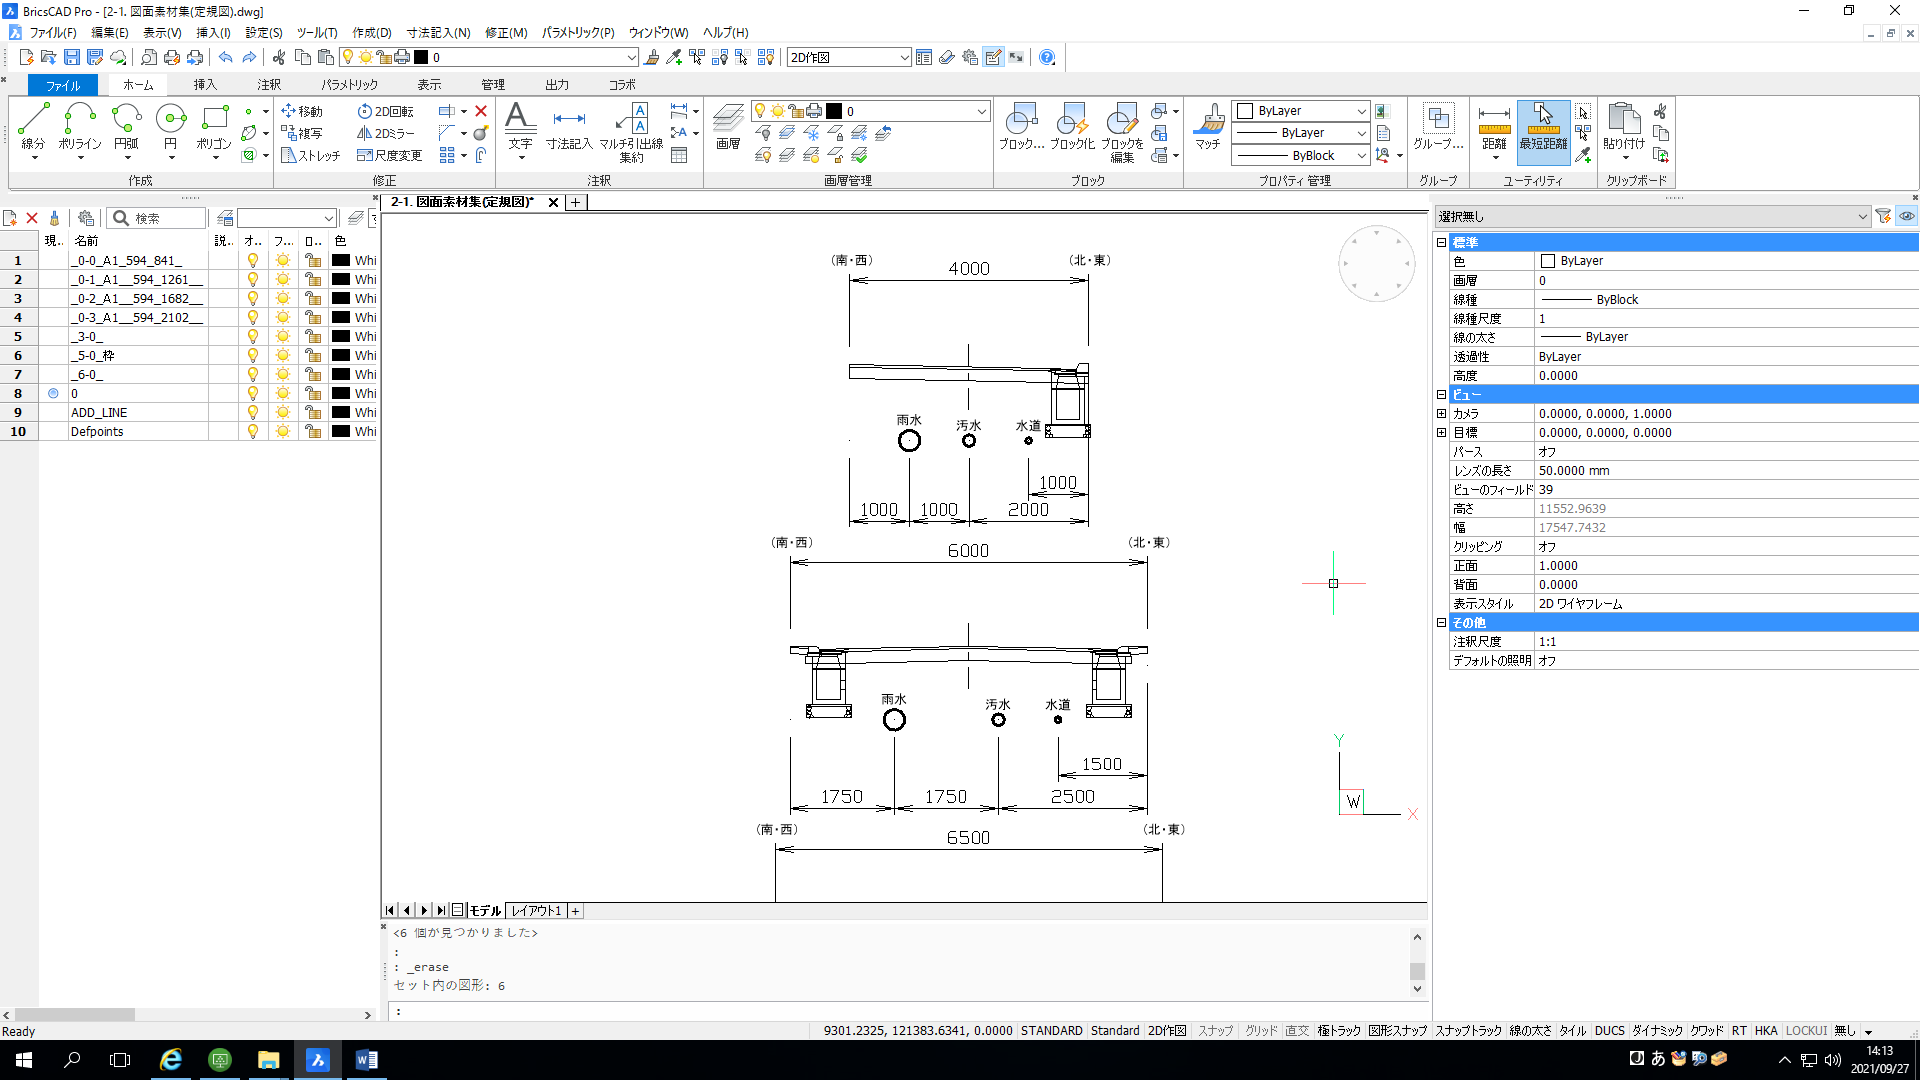 BricsCAD Pro - [2-1. 図面素材集(定規図).dwg]
ファイル(F) 編集(E) 表示(V) 挿入(I) 設定(S) ツール(T) 作成(D) 寸法記入(N) 修正(M) パラメトリック(P) ウィンドウ(W) ヘルプ(H)
0 2D作図
ファイル ホーム 挿入 注釈 パラメトリック 表示 管理 出力 コラボ
線分 ポリライン 円弧 円 ポリゴン
移動 2D回転
複写 2Dミラー
ストレッチ 尺度変更
文字 寸法記入 マルチ引出線 集約
画層 0
ブロック... ブロック化 ブロックを 編集
マッチ ByLayer
ByLayer
ByBlock
グループ... 距離 最短距離 貼り付け
作成 修正 注釈 画層管理 ブロック プロパティ 管理 グループ ユーティリティ クリップボード
検索
現.. 名前 説.. オ.. フ... ロ.. 色
1 _0-0_A1_594_841_ Whi
2 _0-1_A1__594_1261__ Whi
3 _0-2_A1__594_1682__ Whi
4 _0-3_A1__594_2102__ Whi
5 _3-0_ Whi
6 _5-0_枠 Whi
7 _6-0_ Whi
8 0 Whi
9 ADD_LINE Whi
10 Defpoints Whi
2-1. 図面素材集(定規図)* +
(南・西) (北・東)
4000
雨水 汚水 水道
1000
1000 1000 2000
(南・西) (北・東)
6000
雨水 汚水 水道
1500
1750 1750 2500
(南・西) (北・東)
6500
Y
W
X
モデル レイアウト1 +
<6 個が見つかりました>
:
: _erase
セット内の図形: 6
:
選択無し
標準
色 ByLayer
画層 0
線種 ByBlock
線種尺度 1
線の太さ ByLayer
透過性 ByLayer
高度 0.0000
ビュー
カメラ 0.0000, 0.0000, 1.0000
目標 0.0000, 0.0000, 0.0000
パース オフ
レンズの長さ 50.0000 mm
ビューのフィールド 39
高さ 11552.9639
幅 17547.7432
クリッピング オフ
正面 1.0000
背面 0.0000
表示スタイル 2D ワイヤフレーム
その他
注釈尺度 1:1
デフォルトの照明 オフ
Ready 9301.2325, 121383.6341, 0.0000 STANDARD Standard 2D作図 スナップ グリッド 直交 極トラック 図形スナップ スナップトラック 線の太さ タイル DUCS ダイナミック クワッド RT HKA LOCKUI 無し
あ 14:13
2021/09/27